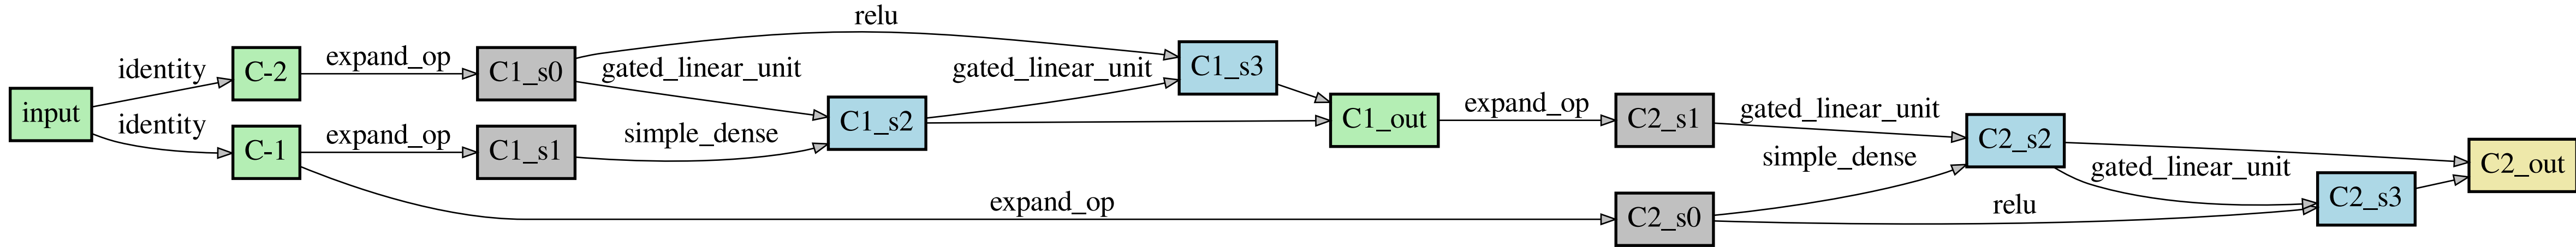 relu
identity
C-2
expand_op
C1_s0
gated_linear_unit
gated_linear_unit
C1_s3
input
identity
C-1
expand_op
C1_s1
simple_dense
C1_s2
C1_out
expand_op
C2_s1
gated_linear_unit
simple_dense
C2_s2
gated_linear_unit
C2_out
expand_op
C2_s0
relu
C2_s3